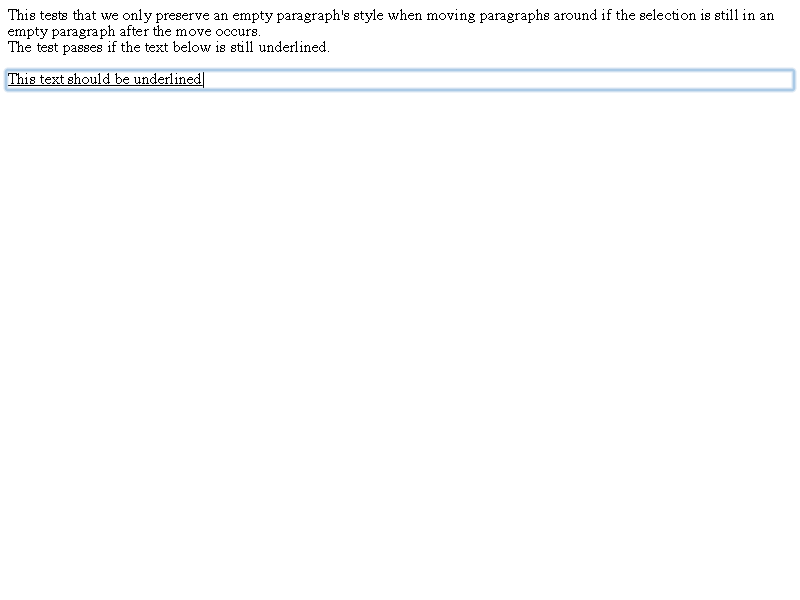 This tests that we only preserve an empty paragraph's style when moving paragraphs around if the selection is still in an
empty paragraph after the move occurs.
The test passes if the text below is still underlined.
This text should be underlined